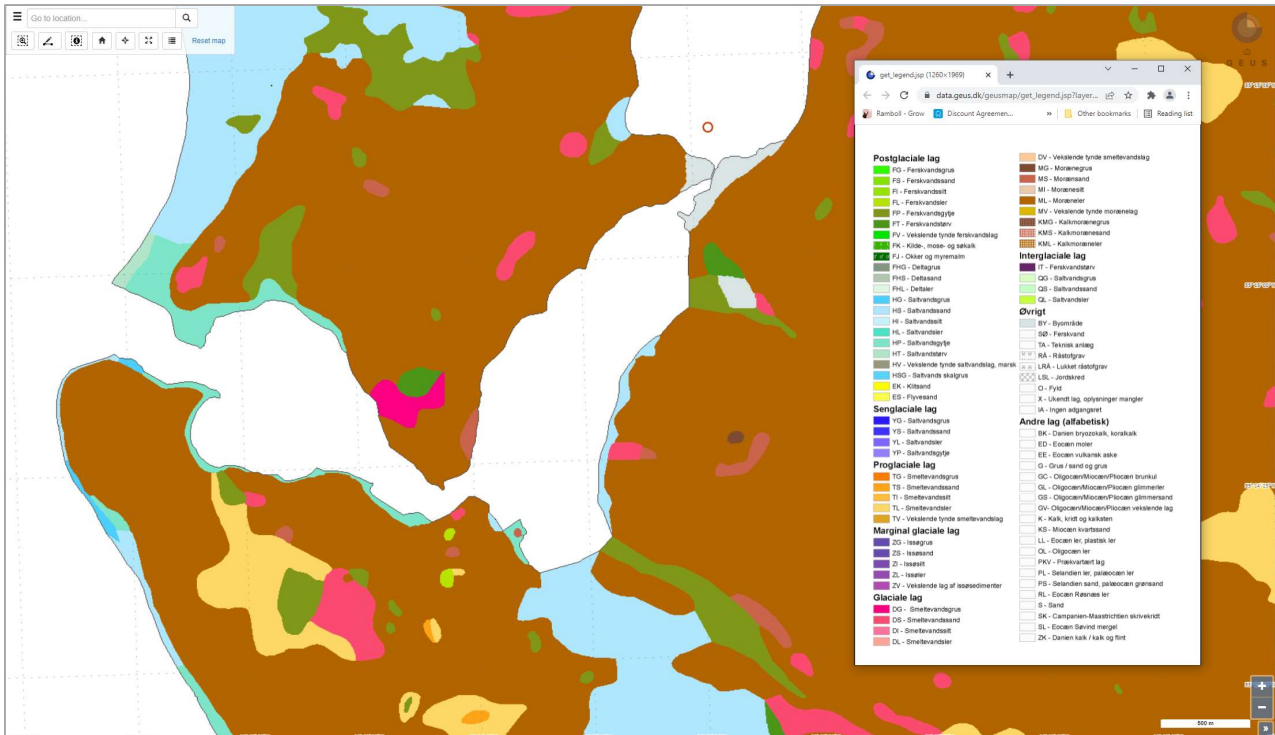 Go to location...
Reset map
GEUS
get_legend.jsp (1260×1969)
data.geus.dk/geusmap/get_legend.jsp?layer...
Ramboll - Grow
Discount Agreemen...
Other bookmarks
Reading list
Postglaciale lag
FG - Ferskvandsgrus
FS - Ferskvandssand
FI - Ferskvandssilt
FL - Ferskvandsler
FP - Ferskvandsgytje
FT - Ferskvandstørv
FV - Vekslende tynde ferskvandslag
FK - Kilde-, mose- og søkalk
FJ - Okker og myremalm
FHG - Deltagrus
FHS - Deltasand
FHL - Deltaler
HG - Saltvandsgrus
HS - Saltvandssand
HI - Saltvandssilt
HL - Saltvandsler
HP - Saltvandsgytje
HT - Saltvandstørv
HV - Vekslende tynde saltvandslag, marsk
HSG - Saltvands skalgrus
EK - Klitsand
ES - Flyvesand
Senglaciale lag
YG - Saltvandsgrus
YS - Saltvandssand
YL - Saltvandsler
YP - Saltvandsgytje
Proglaciale lag
TG - Smeltevandsgrus
TS - Smeltevandssand
TI - Smeltevandssilt
TL - Smeltevandsler
TV - Vekslende tynde smeltevandslag
Marginal glaciale lag
ZG - Issøgrus
ZS - Issøsand
ZI - Issøsilt
ZL - Issøler
ZV - Vekslende lag af issøsedimenter
Glaciale lag
DG - Smeltevandsgrus
DS - Smeltevandssand
DI - Smeltevandssilt
DL - Smeltevandsler
DV - Vekslende tynde smeltevandslag
MG - Morænegrus
MS - Morænsand
MI - Morænesilt
ML - Moræneler
MV - Vekslende tynde morænelag
KMG - Kalkmorænegrus
KMS - Kalkmorænesand
KML - Kalkmoræneler
Interglaciale lag
IT - Ferskvandstørv
QG - Saltvandsgrus
QS - Saltvandssand
QL - Saltvandsler
Øvrigt
BY - Byområde
SØ - Ferskvand
TA - Teknisk anlæg
RÅ - Råstofgrav
LRÅ - Lukket råstofgrav
LSL - Jordskred
O - Fyld
X - Ukendt lag, oplysninger mangler
IA - Ingen adgangsret
Andre lag (alfabetisk)
BK - Danien bryozokalk, koralkalk
ED - Eocæn moler
EE - Eocæn vulkansk aske
G - Grus / sand og grus
GC - Oligocæn/Miocæn/Pliocæn brunkul
GL - Oligocæn/Miocæn/Pliocæn glimmerler
GS - Oligocæn/Miocæn/Pliocæn glimmersand
GV- Oligocæn/Miocæn/Pliocæn vekslende lag
K - Kalk, kridt og kalksten
KS - Miocæn kvartssand
LL - Eocæn ler, plastisk ler
OL - Oligocæn ler
PKV - Prækvartært lag
PL - Selandien ler, palæocæn ler
PS - Selandien sand, palæocæn grønsand
RL - Eocæn Røsnæs ler
S - Sand
SK - Campanien-Maastrichtien skrivekridt
SL - Eocæn Søvind mergel
ZK - Danien kalk / kalk og flint
500 m